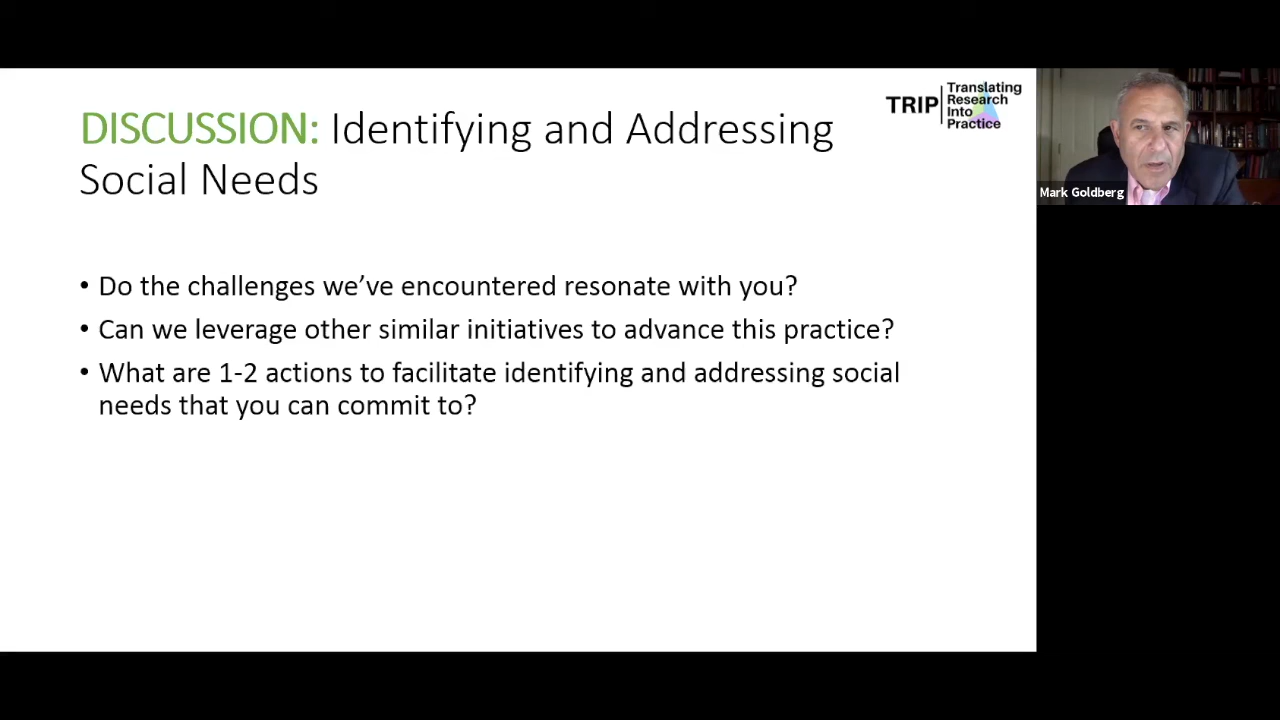 DISCUSSION: Identifying and Addressing
Social Needs
TRIP
Translating
Research
Into
Practice
Mark Goldberg
• Do the challenges we’ve encountered resonate with you?
• Can we leverage other similar initiatives to advance this practice?
• What are 1-2 actions to facilitate identifying and addressing social
needs that you can commit to?